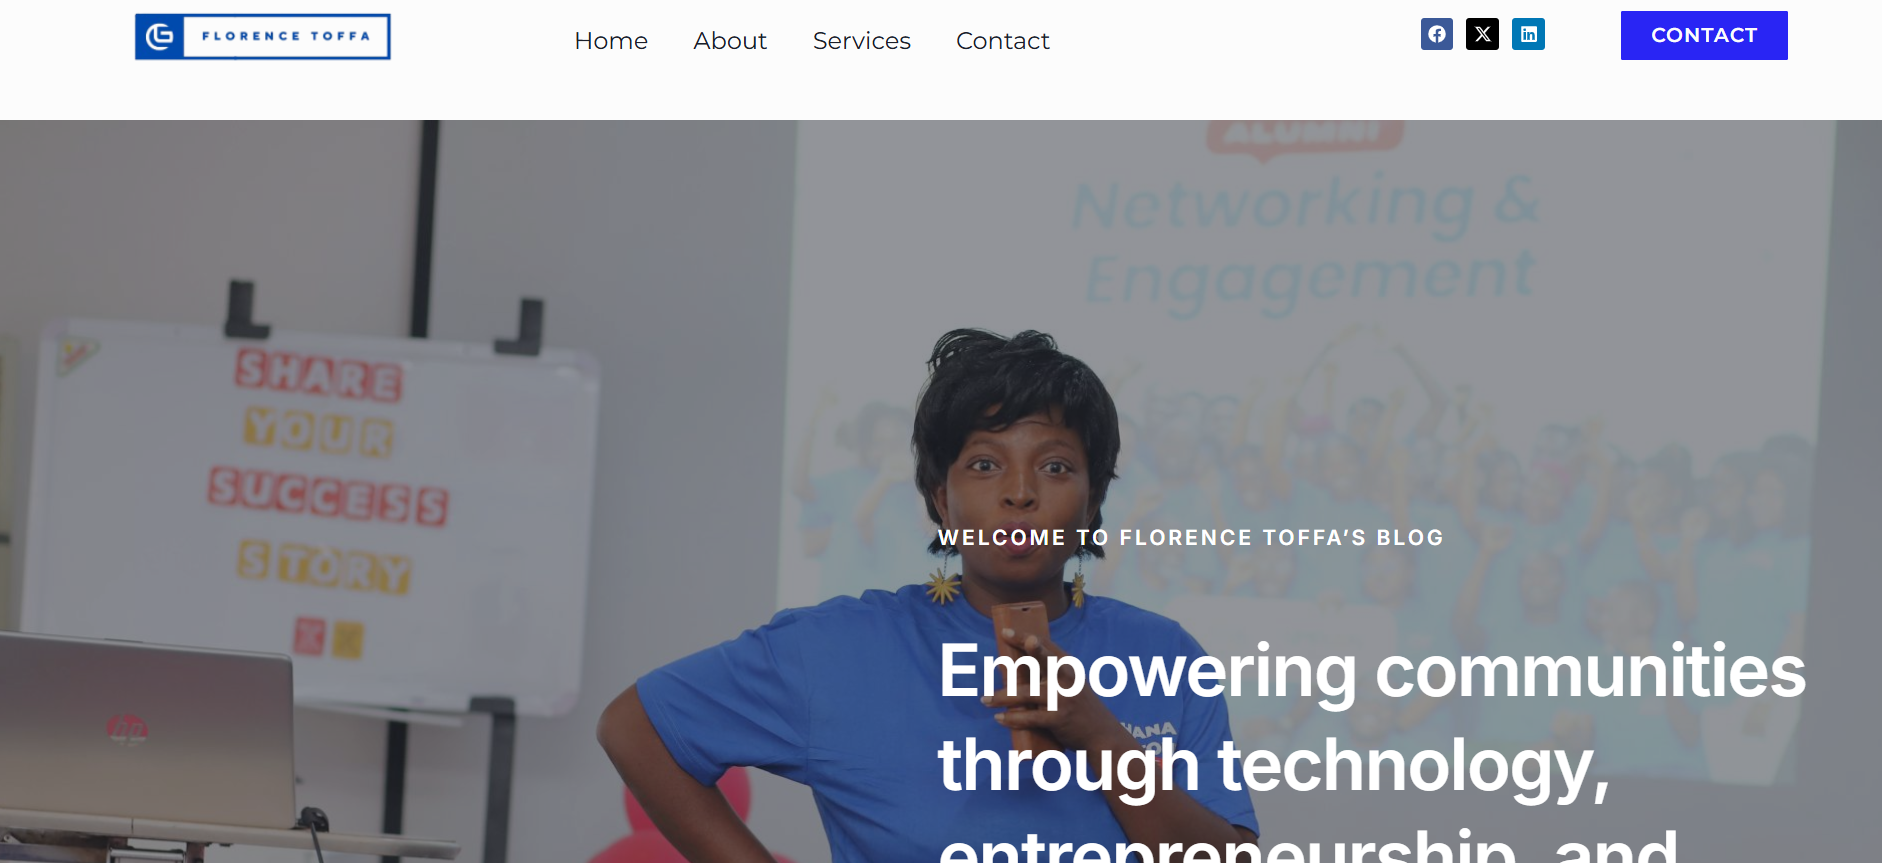 FLORENCE TOFFA
Home
About
Services
Contact
CONTACT
ALUMNI
Networking &
Engagement
SHARE
YOUR
SUCCESS
STORY
hp
WELCOME TO FLORENCE TOFFA'S BLOG
Empowering communities
through technology,
entrepreneurship, and